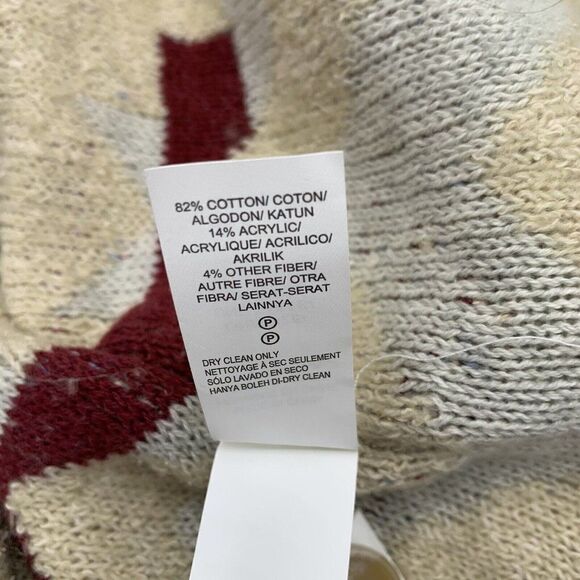 82% COTTON/ COTON/
ALGODON/ KATUN
14% ACRYLIC/
ACRYLIQUE/ ACRILICO/
AKRILIK
4% OTHER FIBER/
AUTRE FIBRE/ OTRA
FIBRA/ SERAT-SERAT
LAINNYA
P
P
DRY CLEAN ONLY
NETTOYAGE À SEC SEULEMENT
SÓLO LAVADO EN SECO
HANYA BOLEH DI-DRY CLEAN